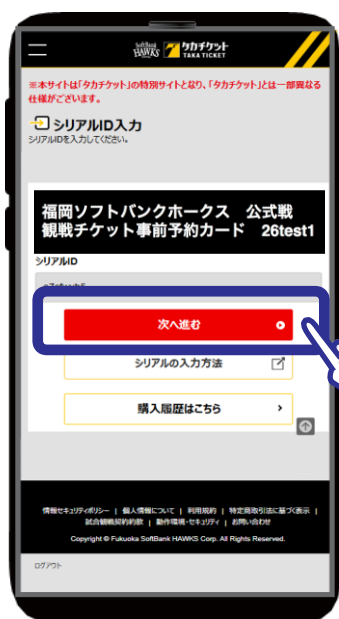 SoftBank HAWKS タカチケット TAKA TICKET
※本サイトは「タカチケット」の特別サイトとなり、「タカチケット」とは一部異なる
仕様がございます。
シリアルID入力
シリアルIDを入力してください。
福岡ソフトバンクホークス 公式戦
観戦チケット事前予約カード 26test1
シリアルID
次へ進む
シリアルの入力方法
購入履歴はこちら
情報セキュリティポリシー | 個人情報について | 利用規約 | 特定商取引法に基づく表示 |
試合観戦契約約款 | 動作環境・セキュリティ | お問い合わせ
Copyright © Fukuoka SoftBank HAWKS Corp. All Rights Reserved.
ログアウト